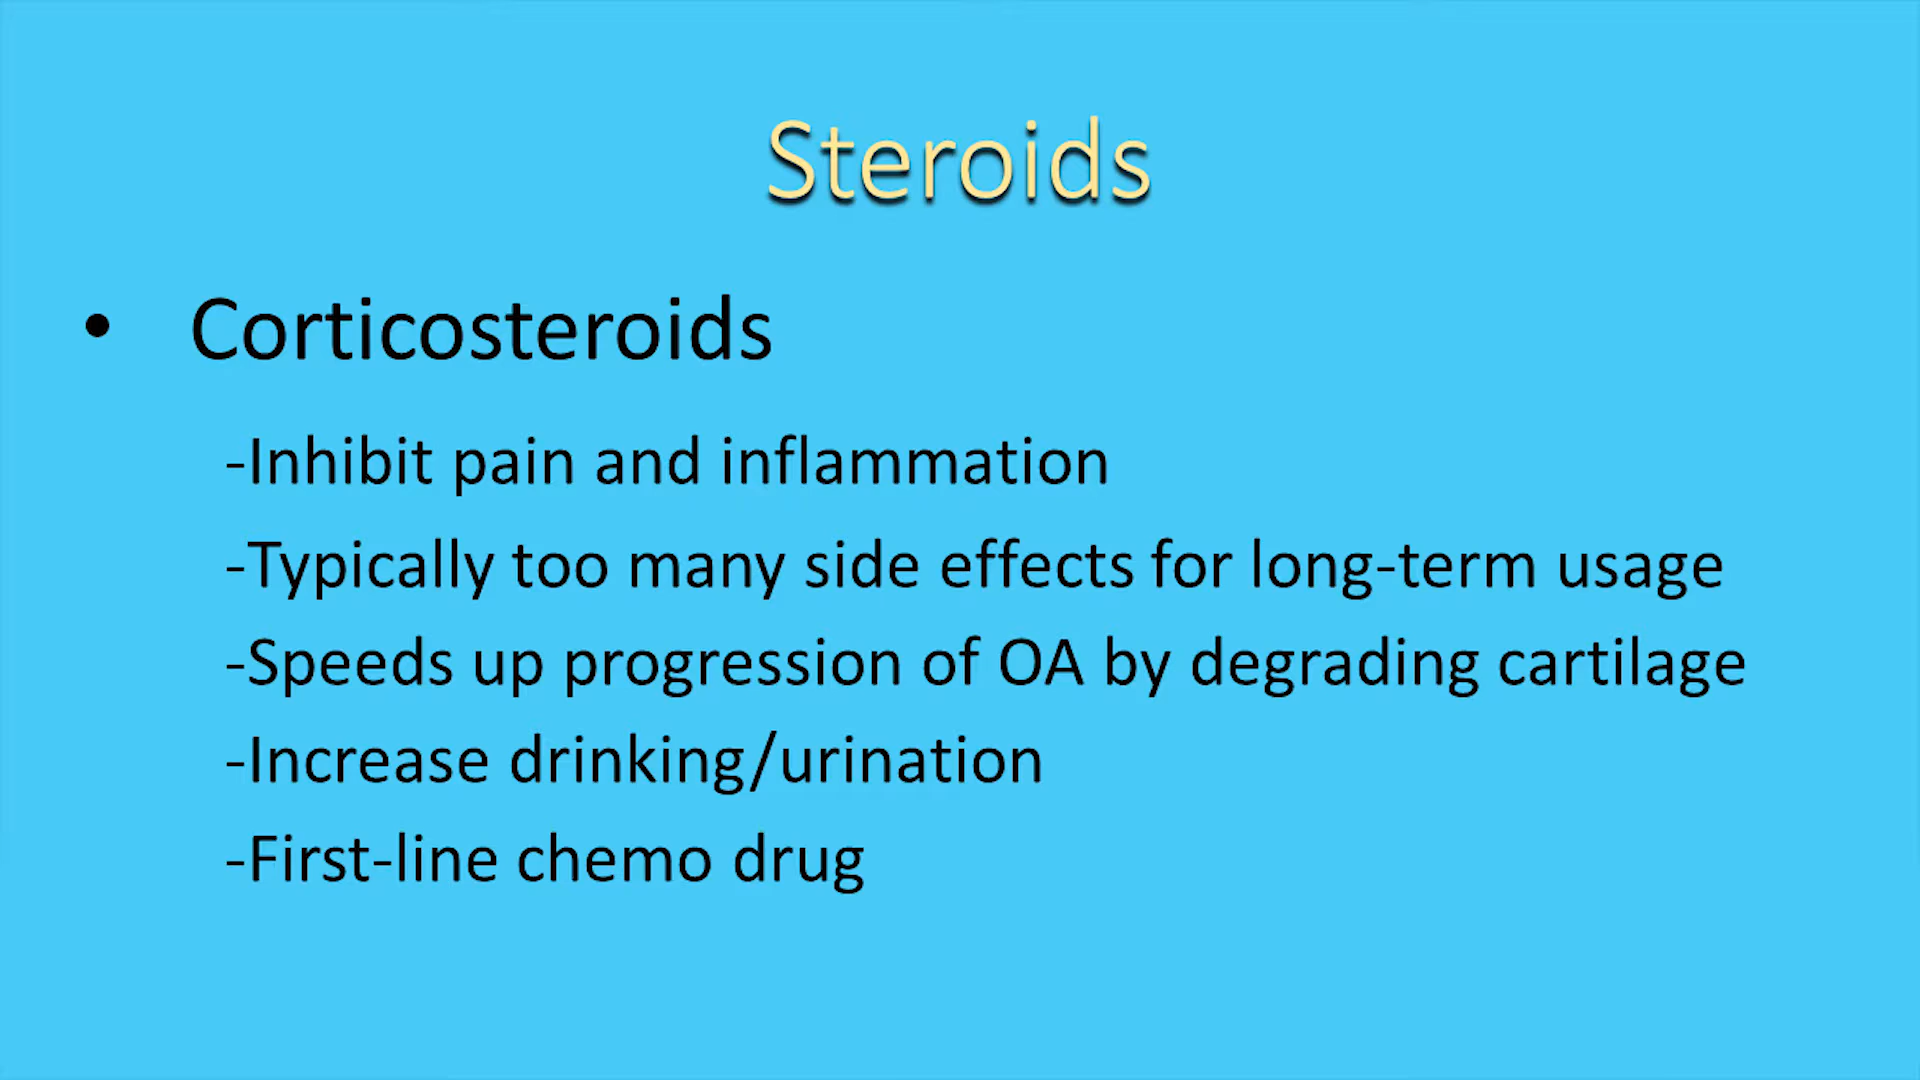 Steroids
• Corticosteroids
-Inhibit pain and inflammation
-Typically too many side effects for long-term usage
-Speeds up progression of OA by degrading cartilage
-Increase drinking/urination
-First-line chemo drug